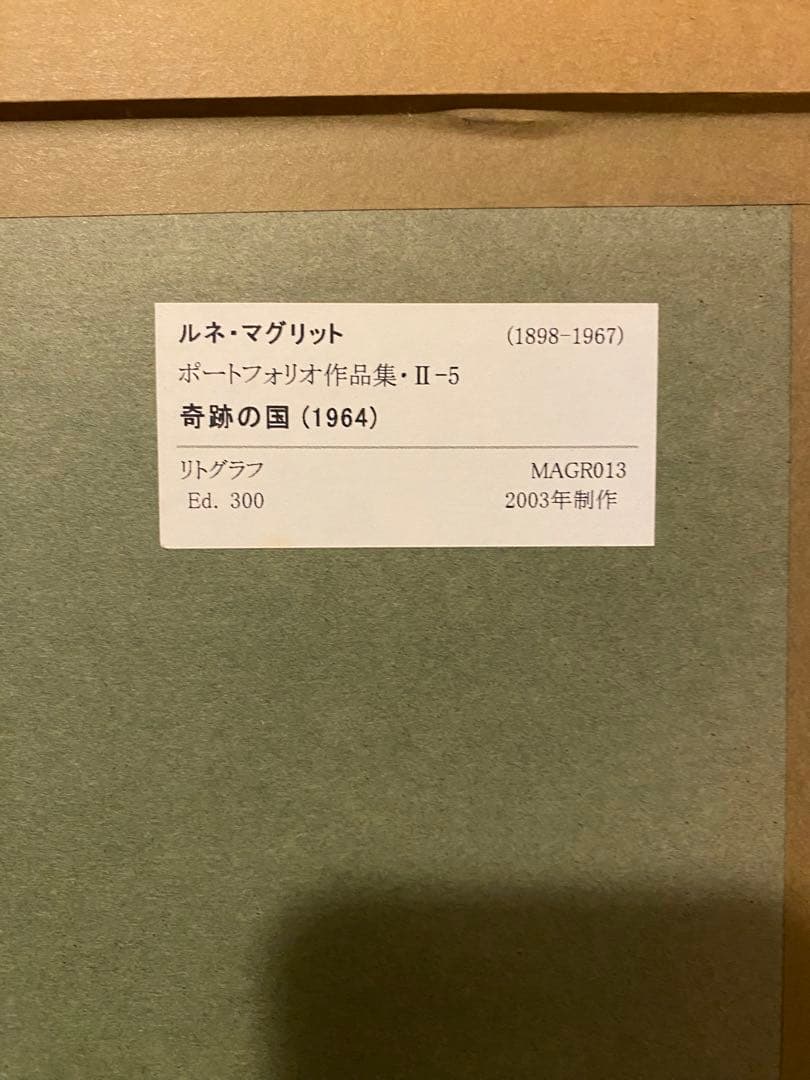 ルネ・マグリット (1898-1967)
ポートフォリオ作品集・Ⅱ-5
奇跡の国 (1964)
リトグラフ MAGR013
Ed. 300 2003年制作